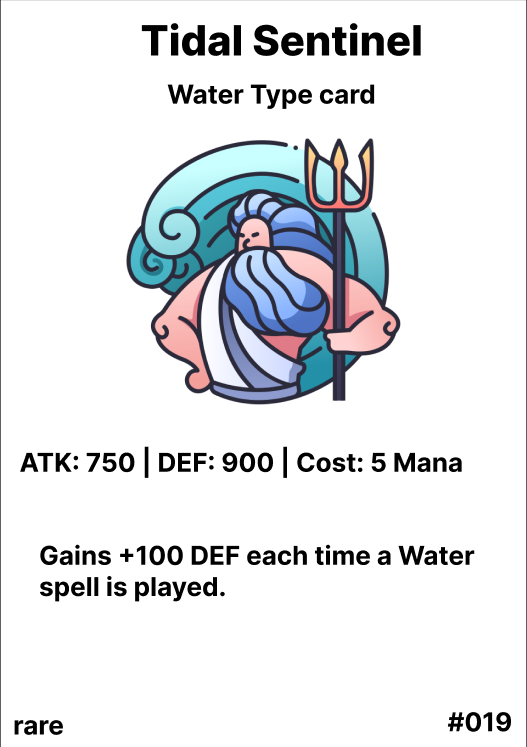 Tidal Sentinel
Water Type card
ATK: 750 | DEF: 900 | Cost: 5 Mana
Gains +100 DEF each time a Water
spell is played.
rare
#019